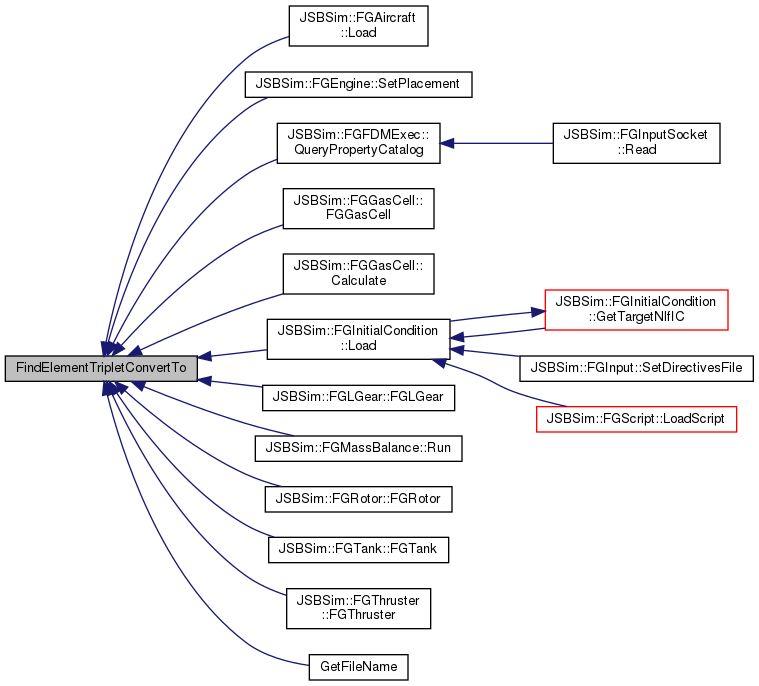 JSBSim::FGAircraft
::Load
JSBSim::FGEngine::SetPlacement
JSBSim::FGFDMExec::
QueryPropertyCatalog
JSBSim::FGInputSocket
::Read
JSBSim::FGGasCell::
FGGasCell
JSBSim::FGGasCell::
Calculate
JSBSim::FGInitialCondition
::Load
JSBSim::FGInitialCondition
::GetTargetNlfIC
FindElementTripletConvertTo
JSBSim::FGInput::SetDirectivesFile
JSBSim::FGLGear::FGLGear
JSBSim::FGScript::LoadScript
JSBSim::FGMassBalance::Run
JSBSim::FGRotor::FGRotor
JSBSim::FGTank::FGTank
JSBSim::FGThruster
::FGThruster
GetFileName